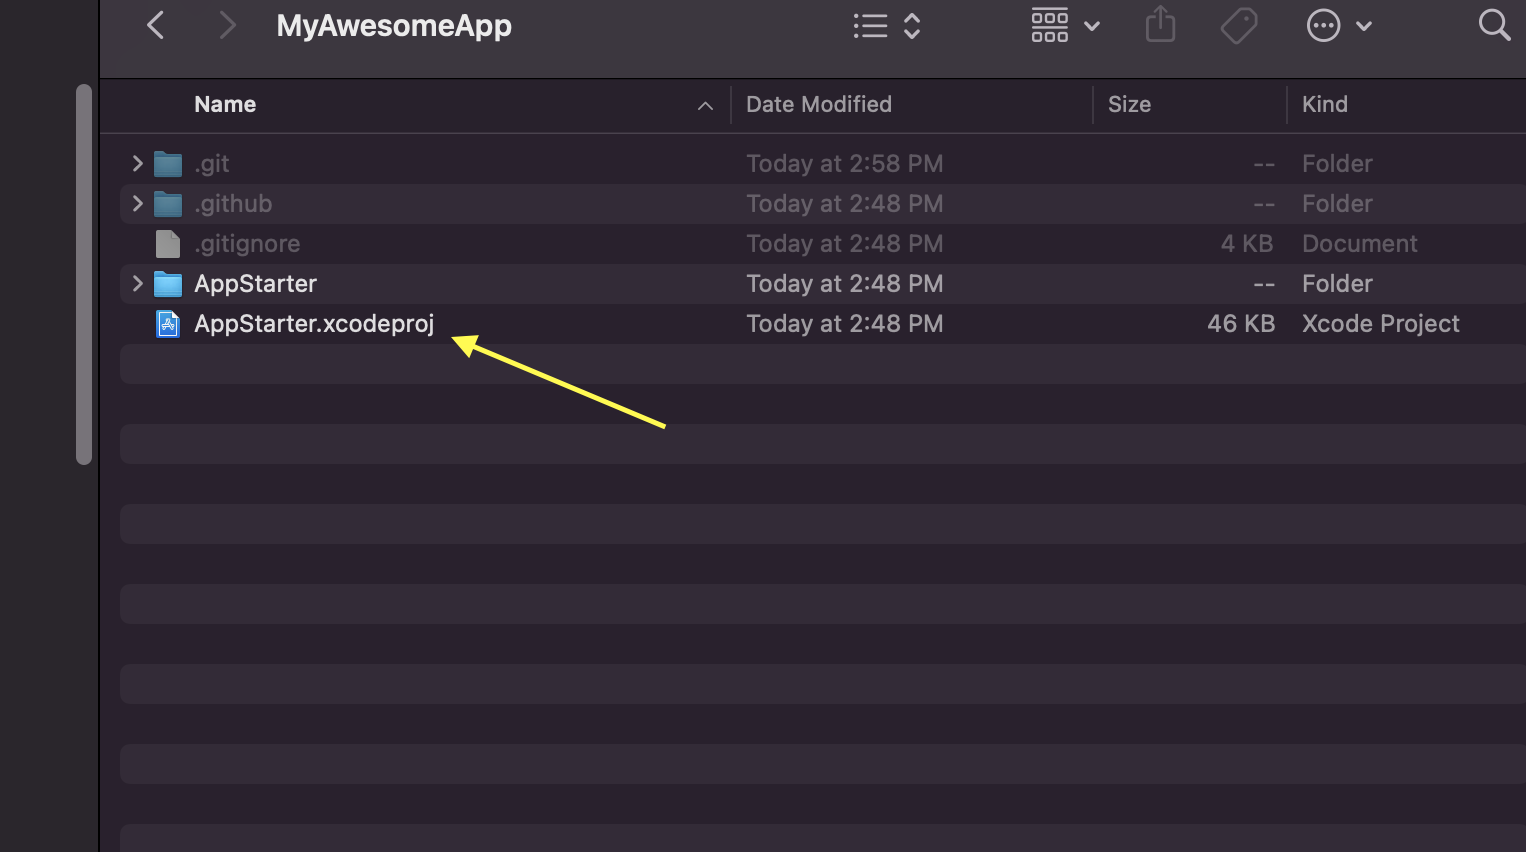 MyAwesomeApp
Name Date Modified Size Kind
.git Today at 2:58 PM -- Folder
.github Today at 2:48 PM -- Folder
.gitignore Today at 2:48 PM 4 KB Document
AppStarter Today at 2:48 PM -- Folder
AppStarter.xcodeproj Today at 2:48 PM 46 KB Xcode Project